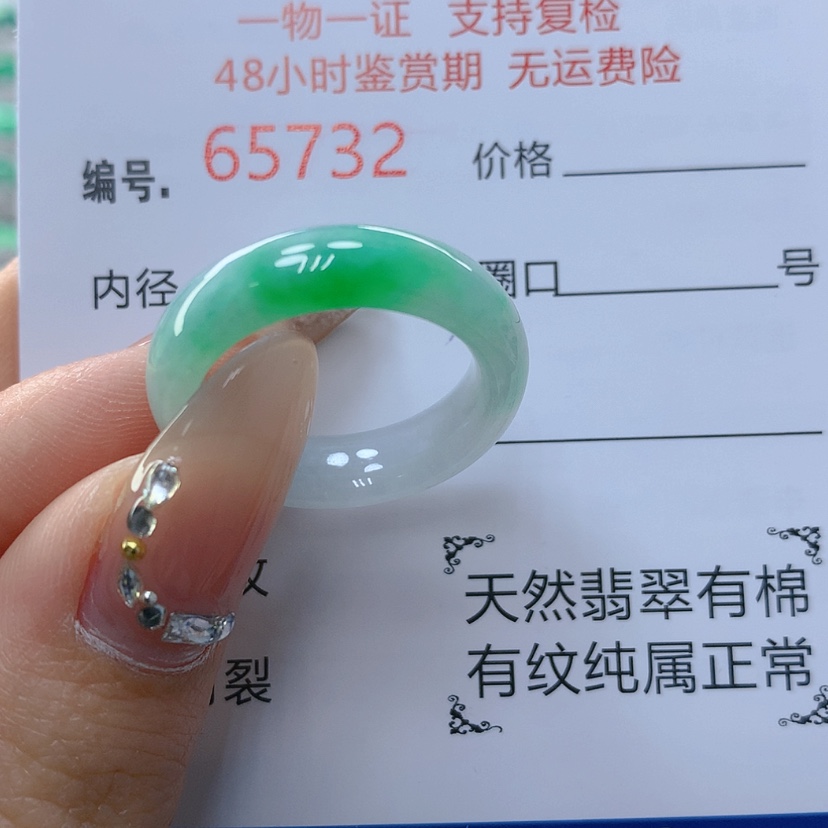 一物一证 支持复检
48小时鉴赏期 无运费险
编号. 65732 价格
内径 圈口 号
天然翡翠有棉
裂 有纹纯属正常